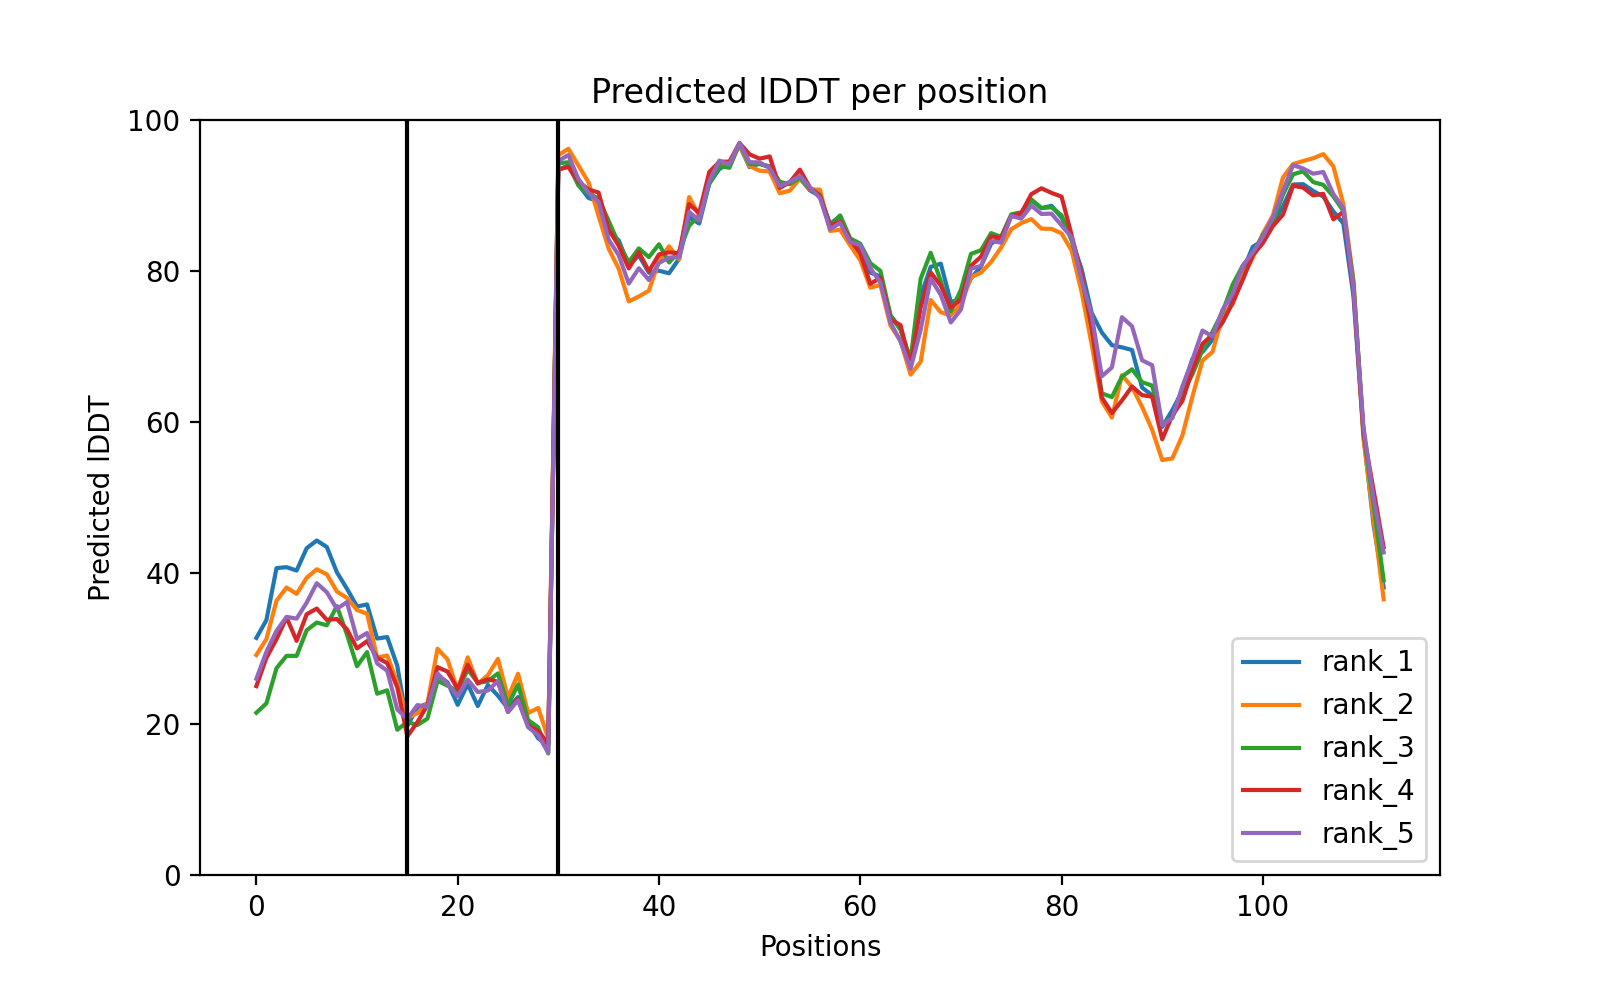 Predicted lDDT per position
Predicted lDDT
100
80
60
40
20
0
0 20 40 60 80 100
Positions
rank_1
rank_2
rank_3
rank_4
rank_5